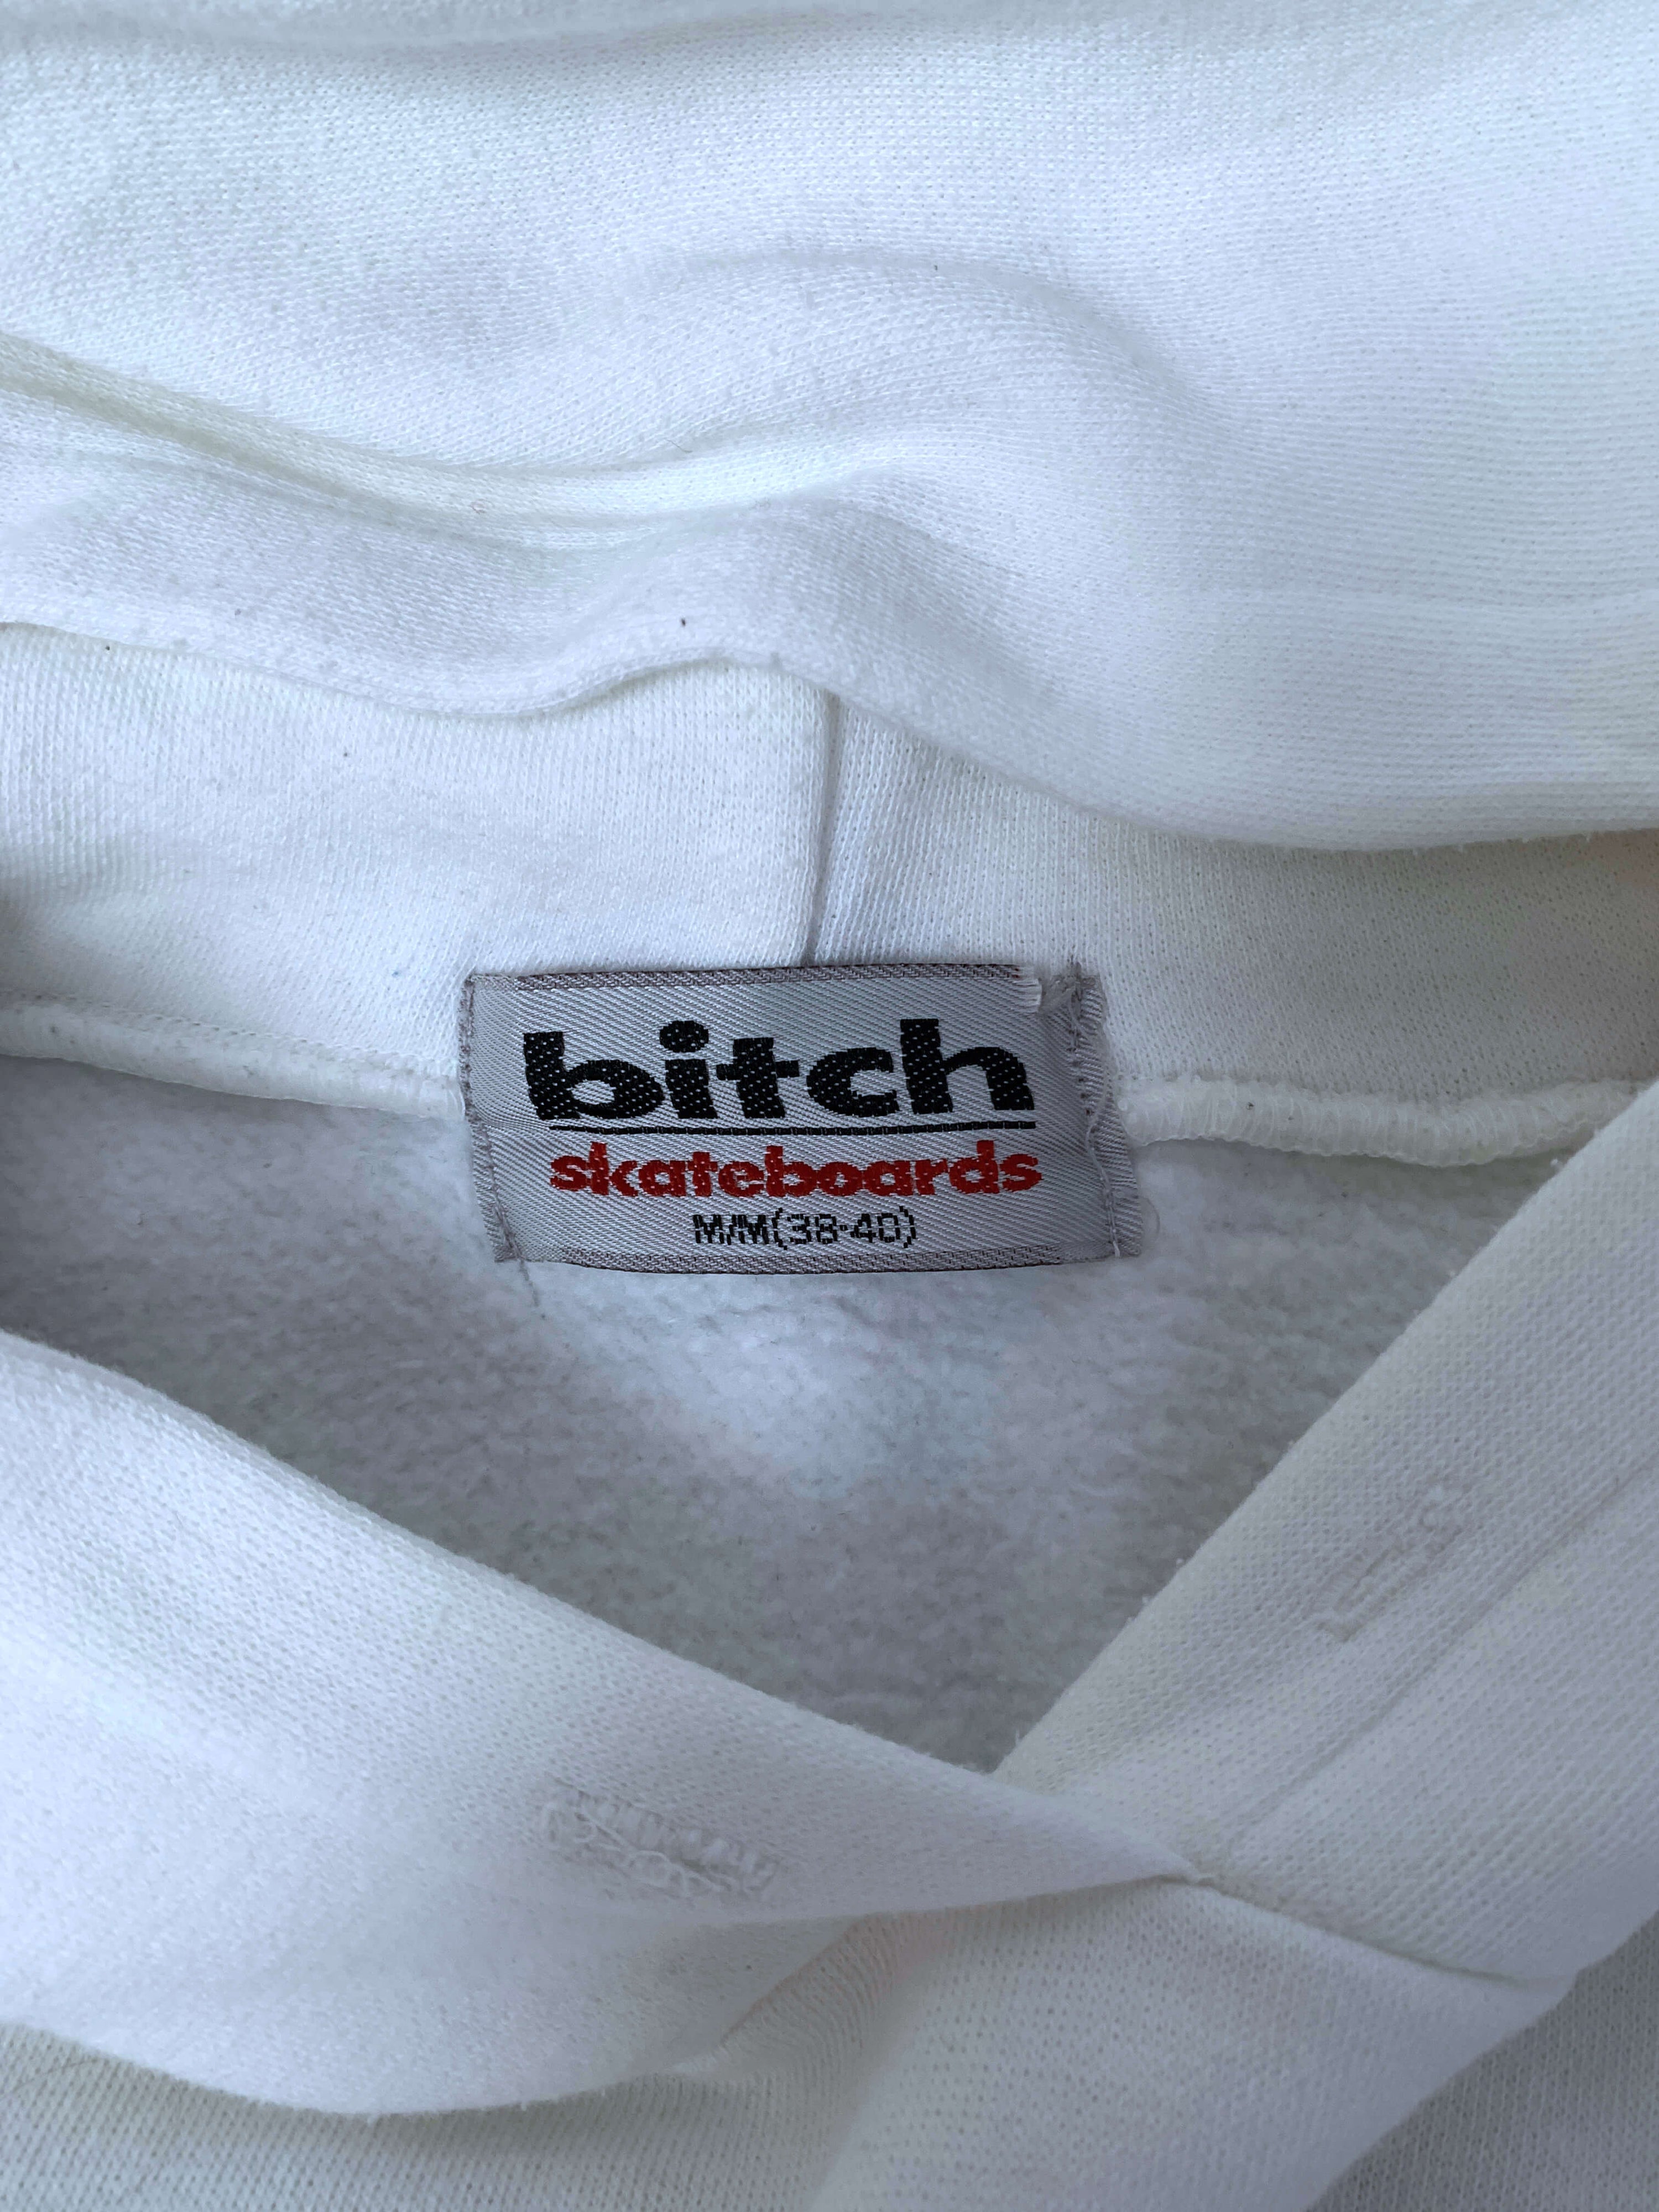 bitch
skateboards
M/M(38-40)